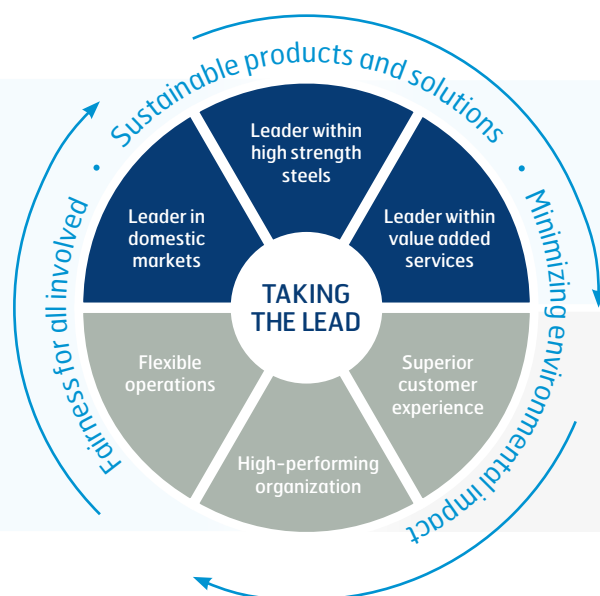 Sustainable products and solutions
•
Minimizing environmental impact
Fairness for all involved
•
Leader within
high strength
steels
Leader in
domestic
markets
Leader within
value added
services
TAKING
THE LEAD
Flexible
operations
Superior
customer
experience
High-performing
organization